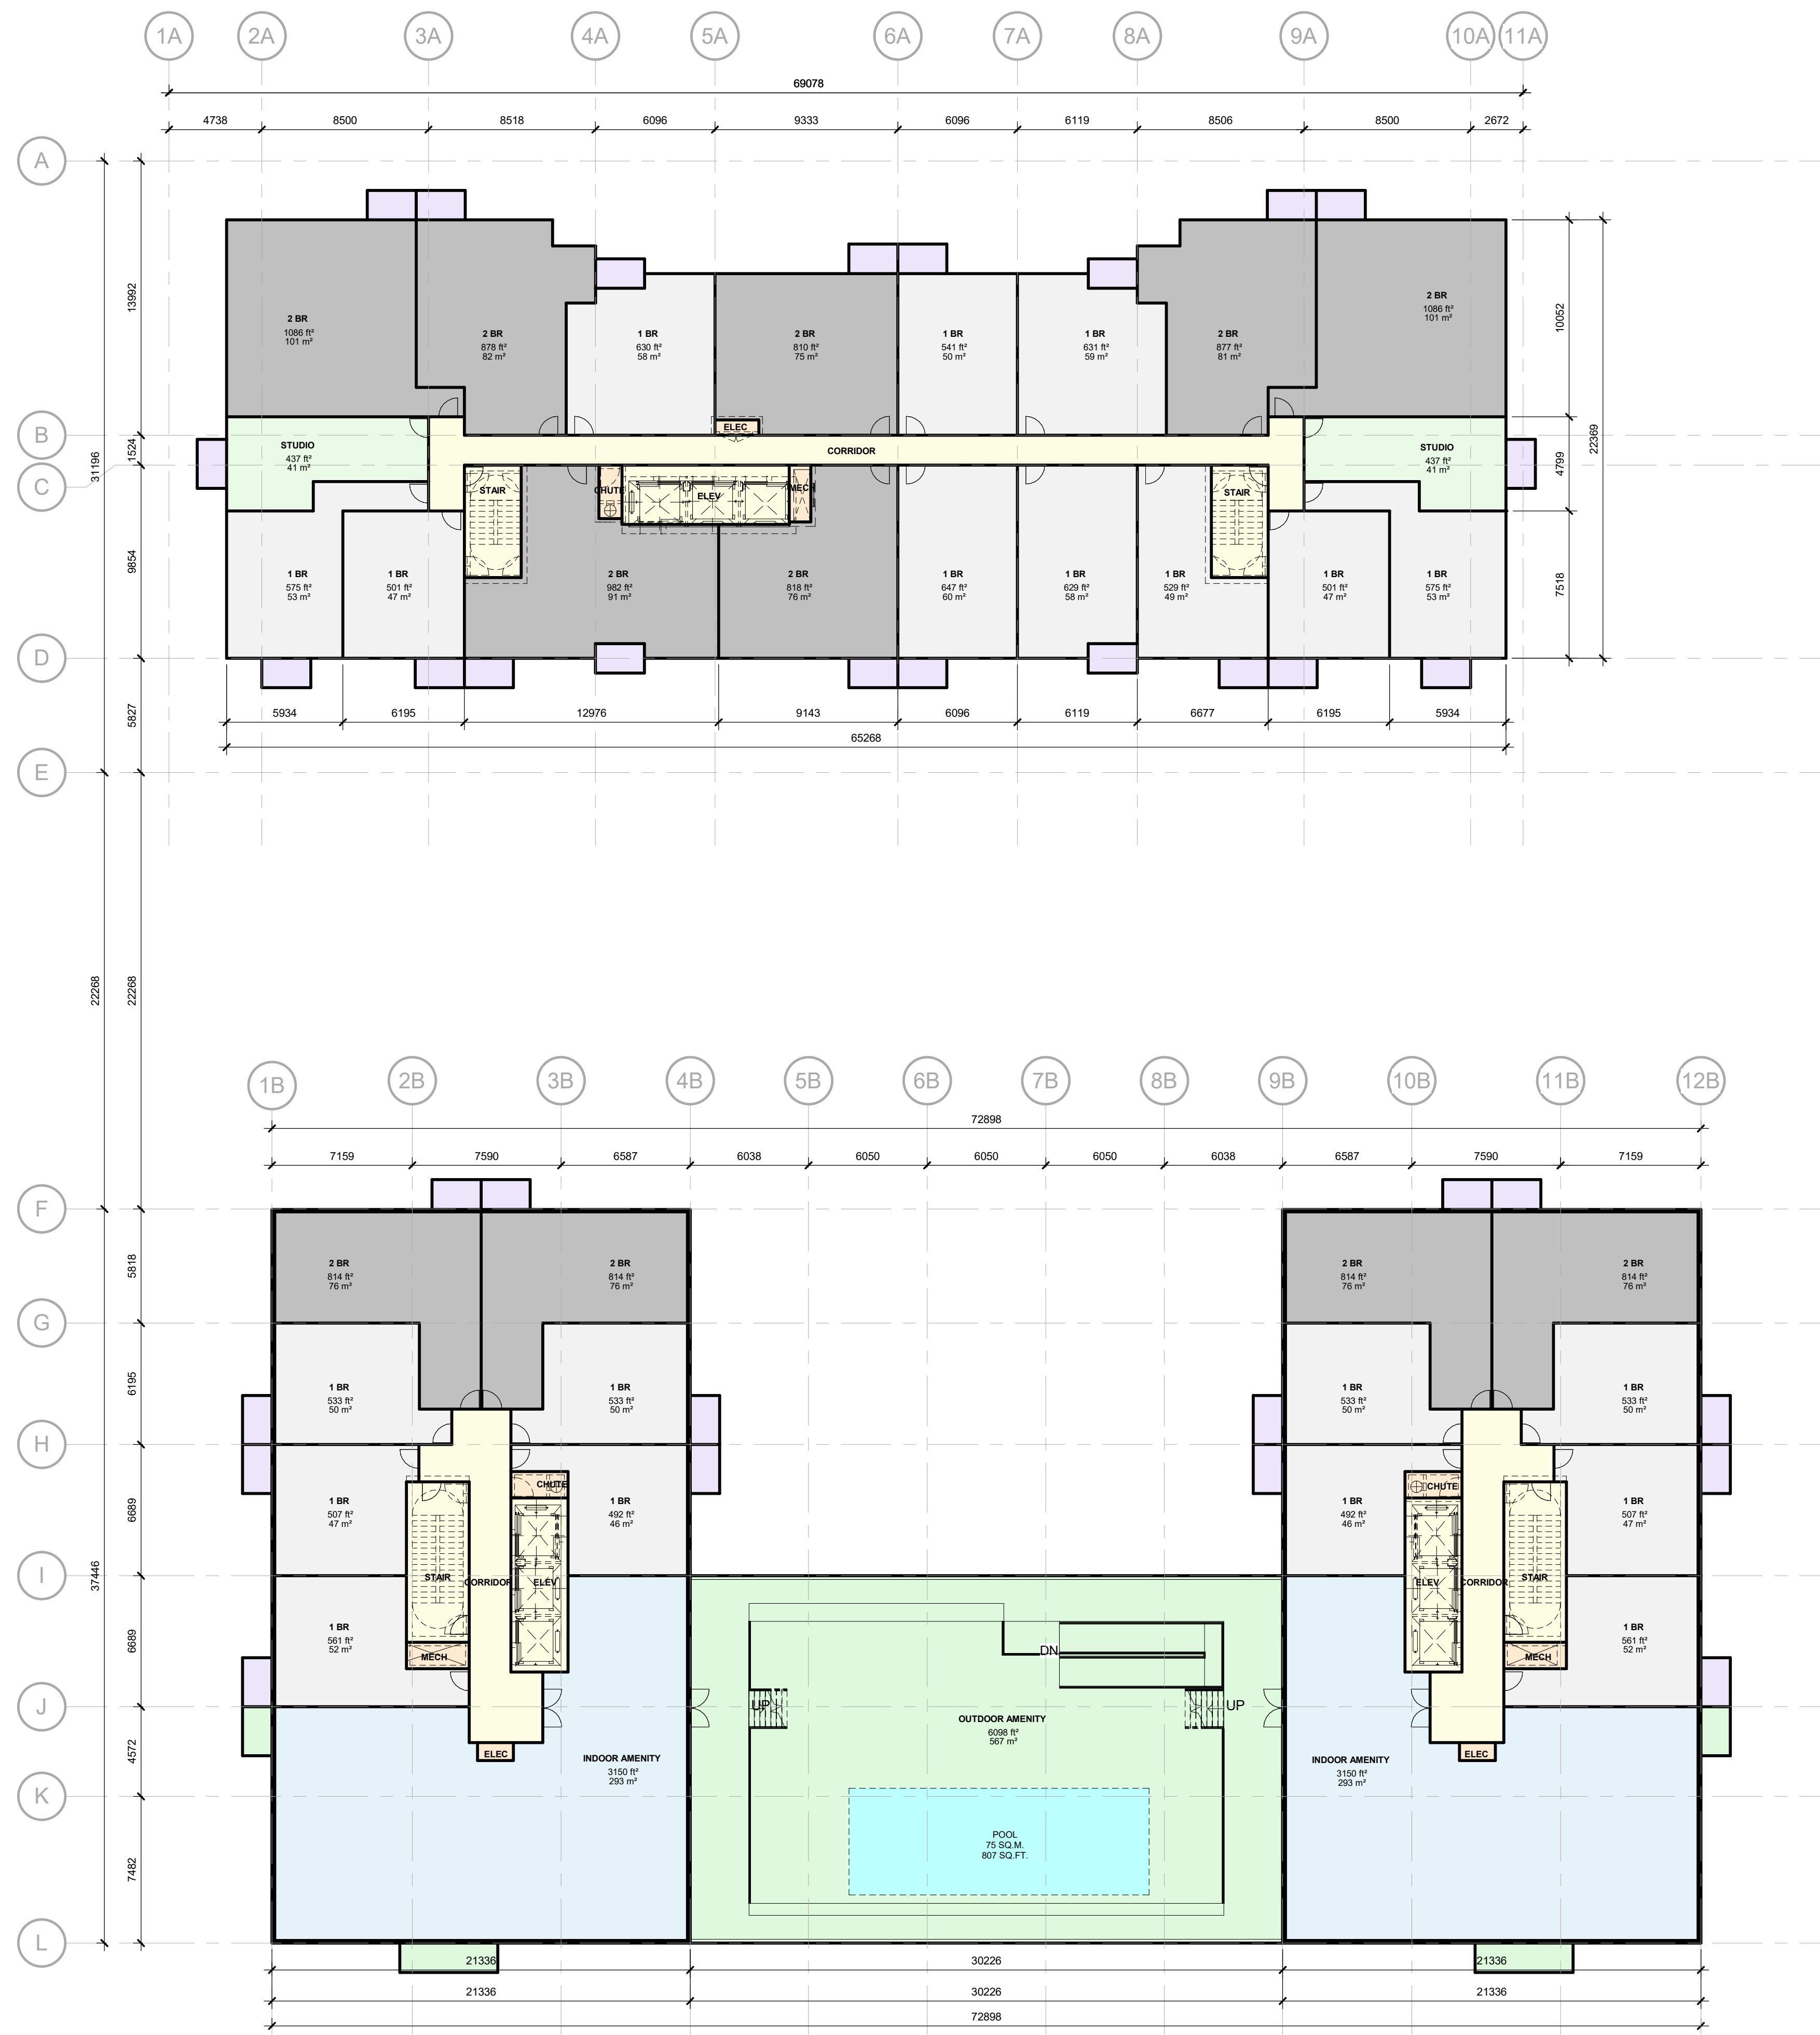 1A 2A 3A 4A 5A 6A 7A 8A 9A 10A 11A
69078
4738 8500 8518 6096 9333 6096 6119 8506 8500 2672
A
B
C
D
E
31196
13992
1524
9854
5827
22268
22268
2 BR
1086 ft²
101 m²
2 BR
878 ft²
82 m²
1 BR
630 ft²
58 m²
2 BR
810 ft²
75 m²
1 BR
541 ft²
50 m²
1 BR
631 ft²
59 m²
2 BR
877 ft²
81 m²
2 BR
1086 ft²
101 m²
10052
22369
4799
7518
STUDIO
437 ft²
41 m²
ELEC
CORRIDOR
STUDIO
437 ft²
41 m²
STAIR
CHUTE
ELEV
MECH
STAIR
1 BR
575 ft²
53 m²
1 BR
501 ft²
47 m²
2 BR
982 ft²
91 m²
2 BR
818 ft²
76 m²
1 BR
647 ft²
60 m²
1 BR
629 ft²
58 m²
1 BR
529 ft²
49 m²
1 BR
501 ft²
47 m²
1 BR
575 ft²
53 m²
5934 6195 12976 9143 6096 6119 6677 6195 5934
65268
1B 2B 3B 4B 5B 6B 7B 8B 9B 10B 11B 12B
72898
7159 7590 6587 6038 6050 6050 6050 6038 6587 7590 7159
F
G
H
I
J
K
L
37446
5818
6195
6689
6689
4572
7482
2 BR
814 ft²
76 m²
2 BR
814 ft²
76 m²
1 BR
533 ft²
50 m²
1 BR
533 ft²
50 m²
1 BR
507 ft²
47 m²
CHUTE
1 BR
492 ft²
46 m²
STAIR
CORRIDOR
ELEV
1 BR
561 ft²
52 m²
MECH
ELEC
INDOOR AMENITY
3150 ft²
293 m²
DN
UP
UP
OUTDOOR AMENITY
6098 ft²
567 m²
POOL
75 SQ.M.
807 SQ.FT.
2 BR
814 ft²
76 m²
2 BR
814 ft²
76 m²
1 BR
533 ft²
50 m²
1 BR
533 ft²
50 m²
1 BR
492 ft²
46 m²
CHUTE
1 BR
507 ft²
47 m²
ELEV
CORRIDOR
STAIR
1 BR
561 ft²
52 m²
MECH
ELEC
INDOOR AMENITY
3150 ft²
293 m²
21336 30226 21336
21336 30226 21336
72898